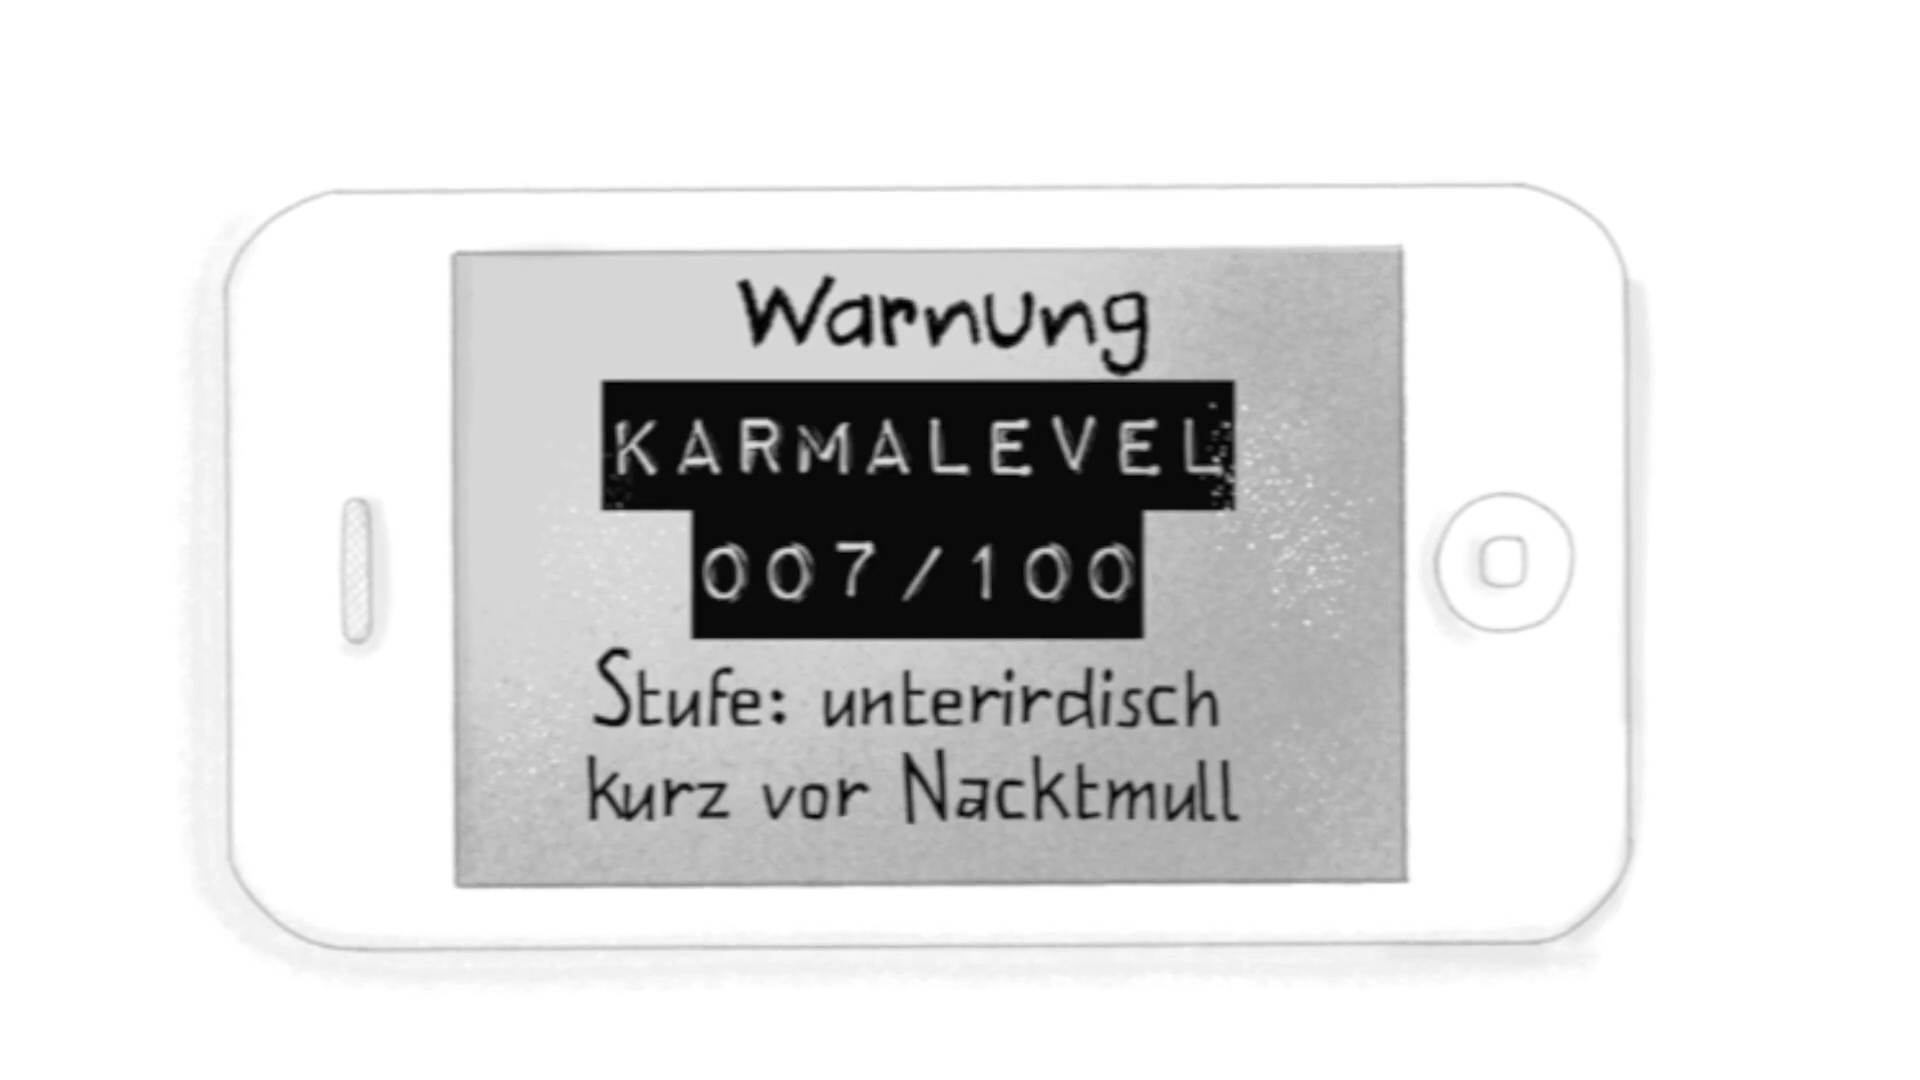 Warnung
KARMALEVEL
007/100
Stufe: unterirdisch
kurz vor Nacktmull